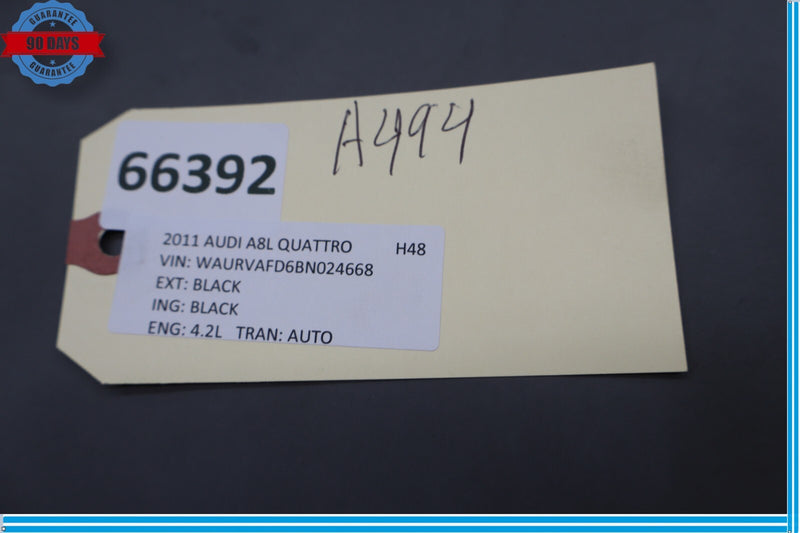 GUARANTEE
90 DAYS
GUARANTEE
A494
66392
2011 AUDI A8L QUATTRO H48
VIN: WAURVAFD6BN024668
EXT: BLACK
ING: BLACK
ENG: 4.2L TRAN: AUTO